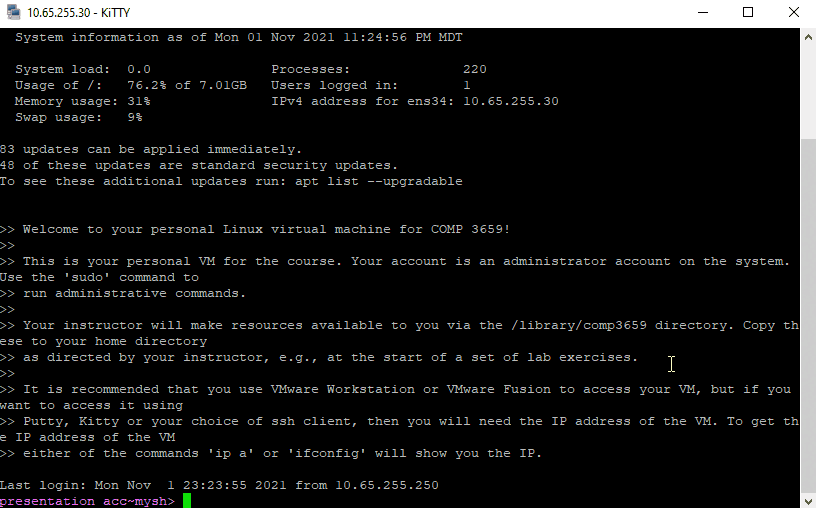 10.65.255.30 - KiTTY
System information as of Mon 01 Nov 2021 11:24:56 PM MDT
System load: 0.0 Processes: 220
Usage of /: 76.2% of 7.01GB Users logged in: 1
Memory usage: 31% IPv4 address for ens34: 10.65.255.30
Swap usage: 9%
83 updates can be applied immediately.
48 of these updates are standard security updates.
To see these additional updates run: apt list --upgradable
>> Welcome to your personal Linux virtual machine for COMP 3659!
>>
>> This is your personal VM for the course. Your account is an administrator account on the system.
Use the 'sudo' command to
>> run administrative commands.
>>
>> Your instructor will make resources available to you via the /library/comp3659 directory. Copy th
ese to your home directory
>> as directed by your instructor, e.g., at the start of a set of lab exercises.
>>
>> It is recommended that you use VMware Workstation or VMware Fusion to access your VM, but if you
want to access it using
>> Putty, Kitty or your choice of ssh client, then you will need the IP address of the VM. To get th
e IP address of the VM
>> either of the commands 'ip a' or 'ifconfig' will show you the IP.
Last login: Mon Nov  1 23:23:55 2021 from 10.65.255.250
presentation acc~mysh>